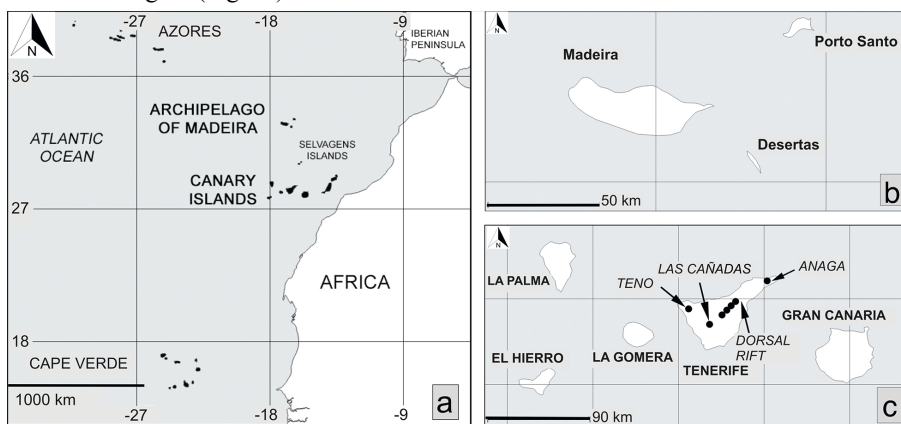 -27
-18
-9
AZORES
IBERIAN
PENINSULA
N
36
ARCHIPELAGO
OF MADEIRA
ATLANTIC
OCEAN
SELVAGENS
ISLANDS
CANARY
ISLANDS
27
AFRICA
18
CAPE VERDE
1000 km
-27
-18
-9
a
N
Porto Santo
Madeira
Desertas
50 km
b
N
LA PALMA
TENO
LAS CAÑADAS
ANAGA
GRAN CANARIA
DORSAL
RIFT
EL HIERRO
LA GOMERA
TENERIFE
90 km
c